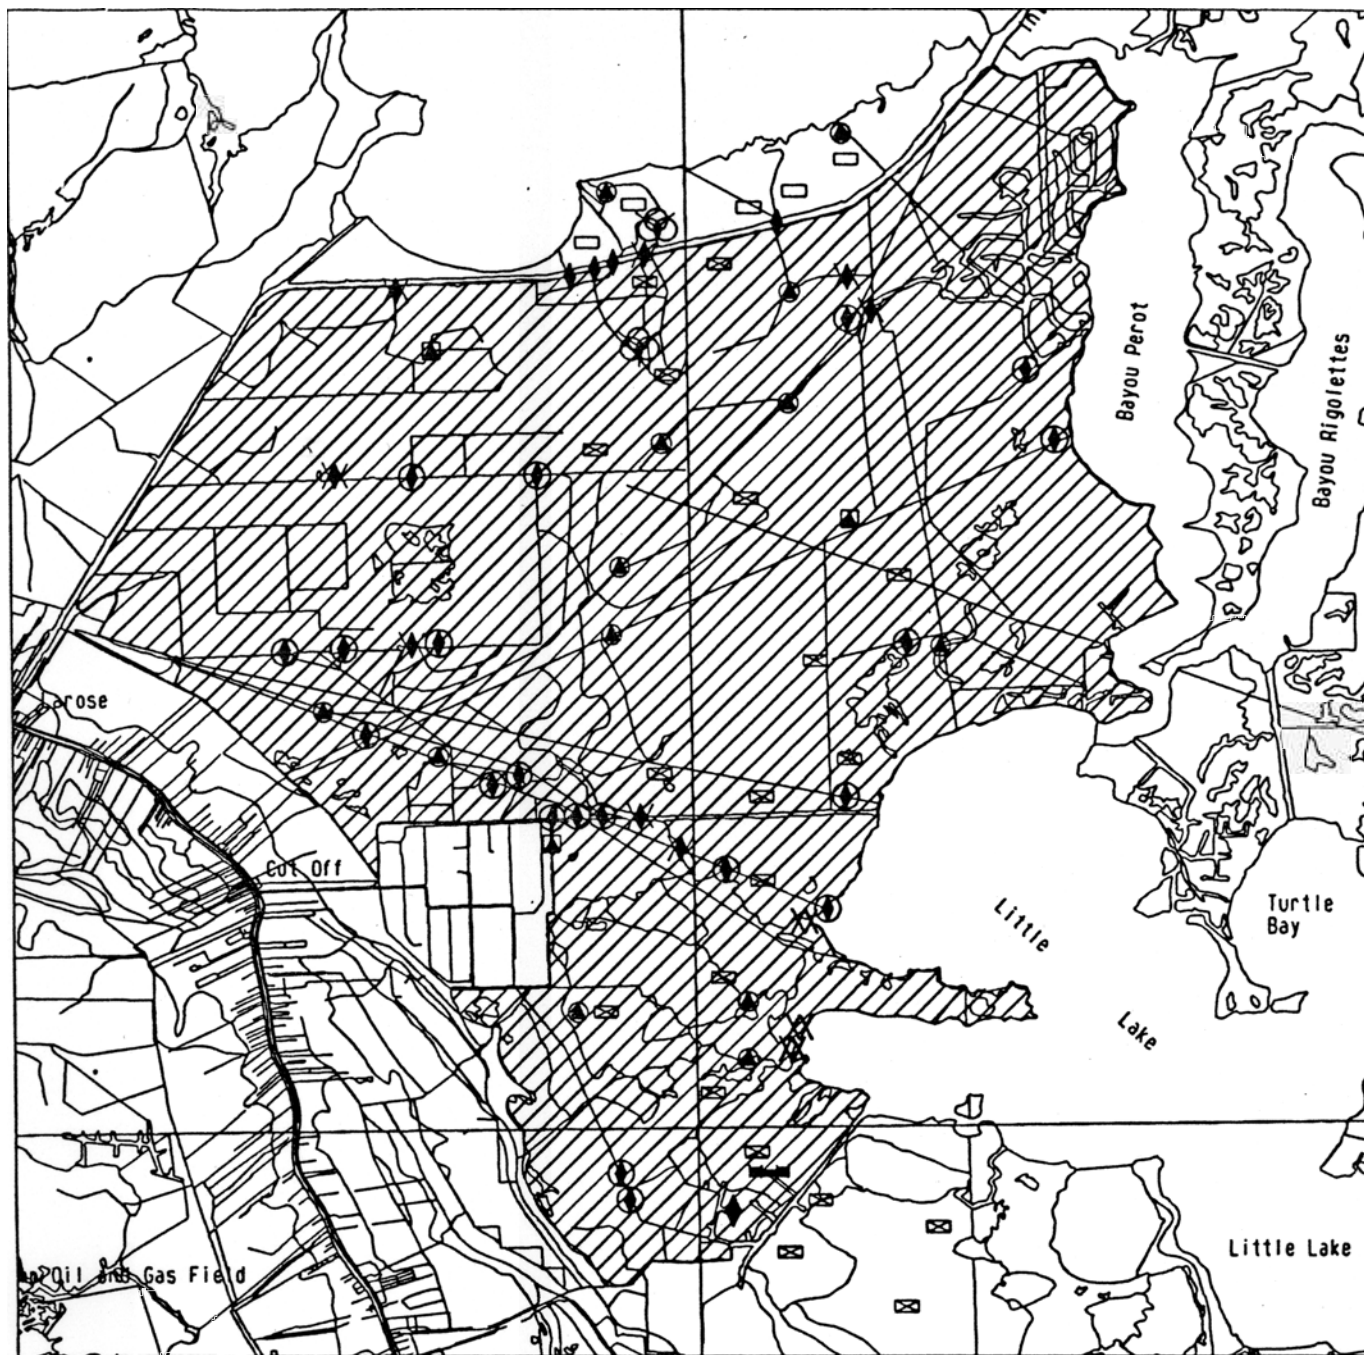 Bayou Perot
Bayou Rigolettes
rose
Cut Off
Little
Lake
Turtle
Bay
Little Lake
Oil and Gas Field